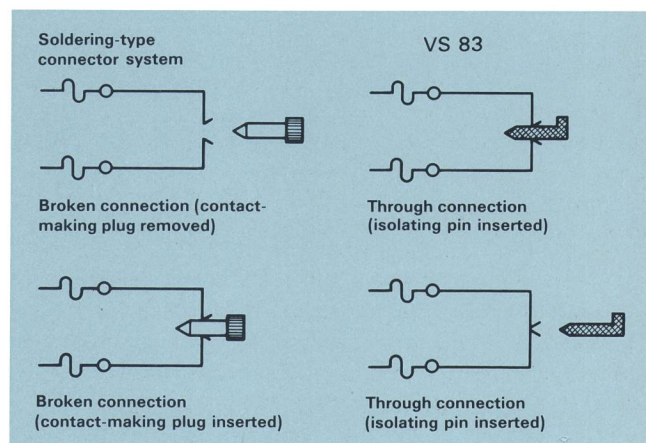 Soldering-type
connector system
Broken connection (contact-
making plug removed)
Broken connection
(contact-making plug inserted)
VS 83
Through connection
(isolating pin inserted)
Through connection
(isolating pin inserted)